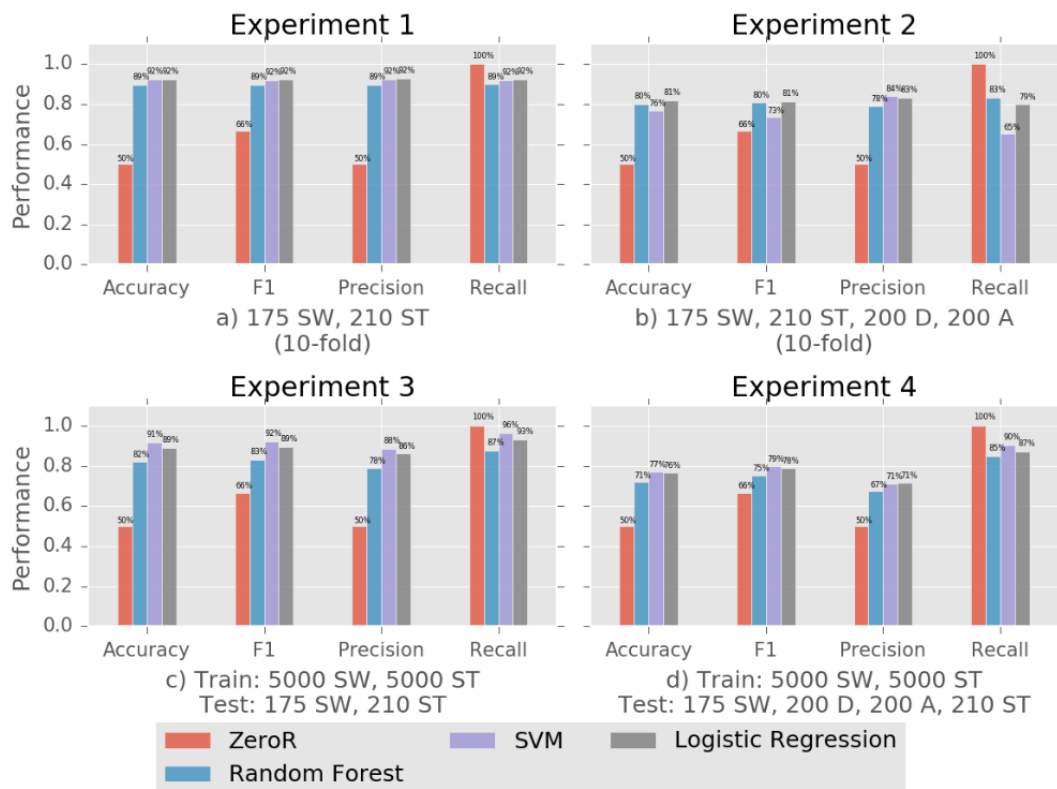 Experiment 1
Performance
1.0
0.8
0.6
0.4
0.2
0.0
50% 89% 92% 92%
66% 89% 92% 92%
50% 89% 92% 92%
100% 89% 92% 92%
Accuracy F1 Precision Recall
a) 175 SW, 210 ST
(10-fold)
Experiment 2
50% 80% 76% 81%
66% 80% 73% 81%
50% 78% 84% 83%
100% 83% 65% 79%
Accuracy F1 Precision Recall
b) 175 SW, 210 ST, 200 D, 200 A
(10-fold)
Experiment 3
Performance
1.0
0.8
0.6
0.4
0.2
0.0
50% 82% 91% 89%
66% 83% 92% 89%
50% 78% 88% 86%
100% 87% 96% 93%
Accuracy F1 Precision Recall
c) Train: 5000 SW, 5000 ST
Test: 175 SW, 210 ST
Experiment 4
50% 71% 77% 76%
66% 75% 79% 78%
50% 67% 71% 71%
100% 85% 90% 87%
Accuracy F1 Precision Recall
d) Train: 5000 SW, 5000 ST
Test: 175 SW, 200 D, 200 A, 210 ST
ZeroR SVM Logistic Regression
Random Forest